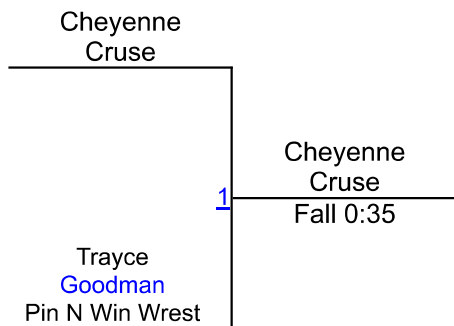 Cheyenne
Cruse
1
Cheyenne
Cruse
Fall 0:35
Trayce
Goodman
Pin N Win Wrest